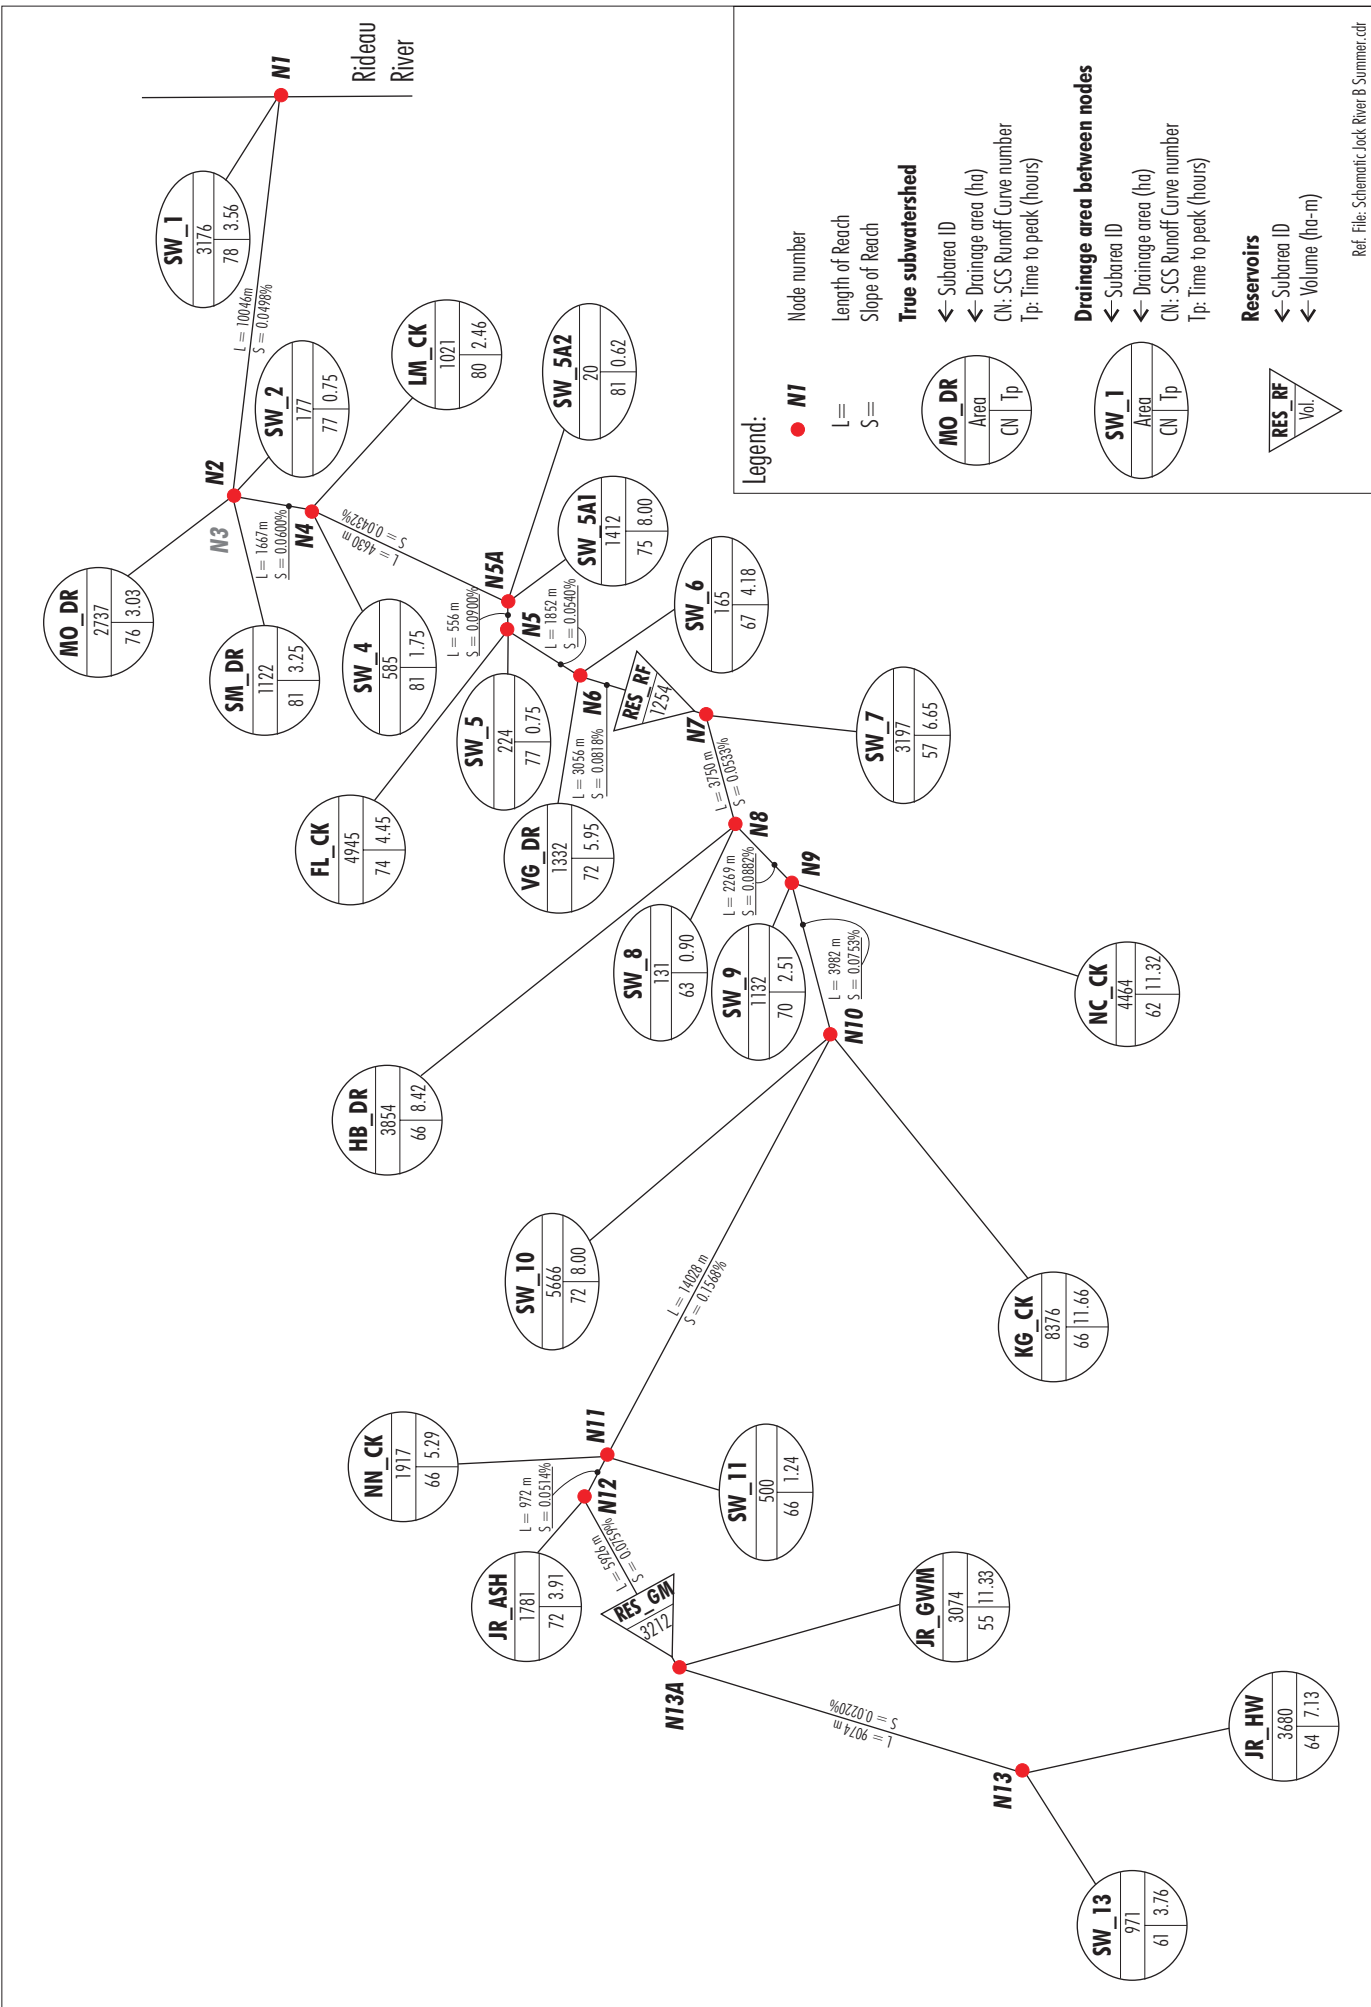 Rideau
River
N1
SW_1
3176
78 3.56
L = 10046m
S = 0.0498%
N2
N3
MO_DR
2737
76 3.03
SM_DR
1122
81 3.25
SW_2
177
77 0.75
L = 1667 m
S = 0.0600%
N4
LM_CK
1021
80 2.46
SW_4
585
81 1.75
L = 4630 m
S = 0.0432%
N5A
SW_5A2
20
81 0.62
SW_5A1
1412
75 8.00
L = 556 m
S = 0.0900%
N5
FL_CK
4945
74 4.45
SW_5
224
77 0.75
L = 1852 m
S = 0.0540%
N6
SW_6
165
67 4.18
VG_DR
1332
72 5.95
L = 3056 m
S = 0.0818%
RES_RF
1254
N7
SW_7
3197
57 6.65
L = 3750 m
S = 0.0533%
N8
HB_DR
3854
66 8.42
SW_8
131
63 0.90
L = 2269 m
S = 0.0882%
N9
SW_9
1132
70 2.51
NC_CK
4464
62 11.32
L = 3982 m
S = 0.0753%
N10
SW_10
5666
72 8.00
KG_CK
8376
66 11.66
L = 14028 m
S = 0.1568%
N11
NN_CK
1917
66 5.29
SW_11
500
66 1.24
L = 972 m
S = 0.0514%
N12
JR_ASH
1781
72 3.91
L = 5926 m
S = 0.0759%
RES_GM
3212
N13A
JR_GWM
3074
55 11.33
L = 9074 m
S = 0.0220%
N13
JR_HW
3680
64 7.13
SW_13
971
61 3.76
Legend:
N1 Node number
L= Length of Reach
S= Slope of Reach
True subwatershed
MO_DR ← Subarea ID
Area ← Drainage area (ha)
CN Tp CN: SCS Runoff Curve number
Tp: Time to peak (hours)
Drainage area between nodes
SW_1 ← Subarea ID
Area ← Drainage area (ha)
CN Tp CN: SCS Runoff Curve number
Tp: Time to peak (hours)
Reservoirs
RES_RF ← Subarea ID
Vol. ← Volume (ha-m)
Ref. File: Schematic Jock River B Summer.cdr